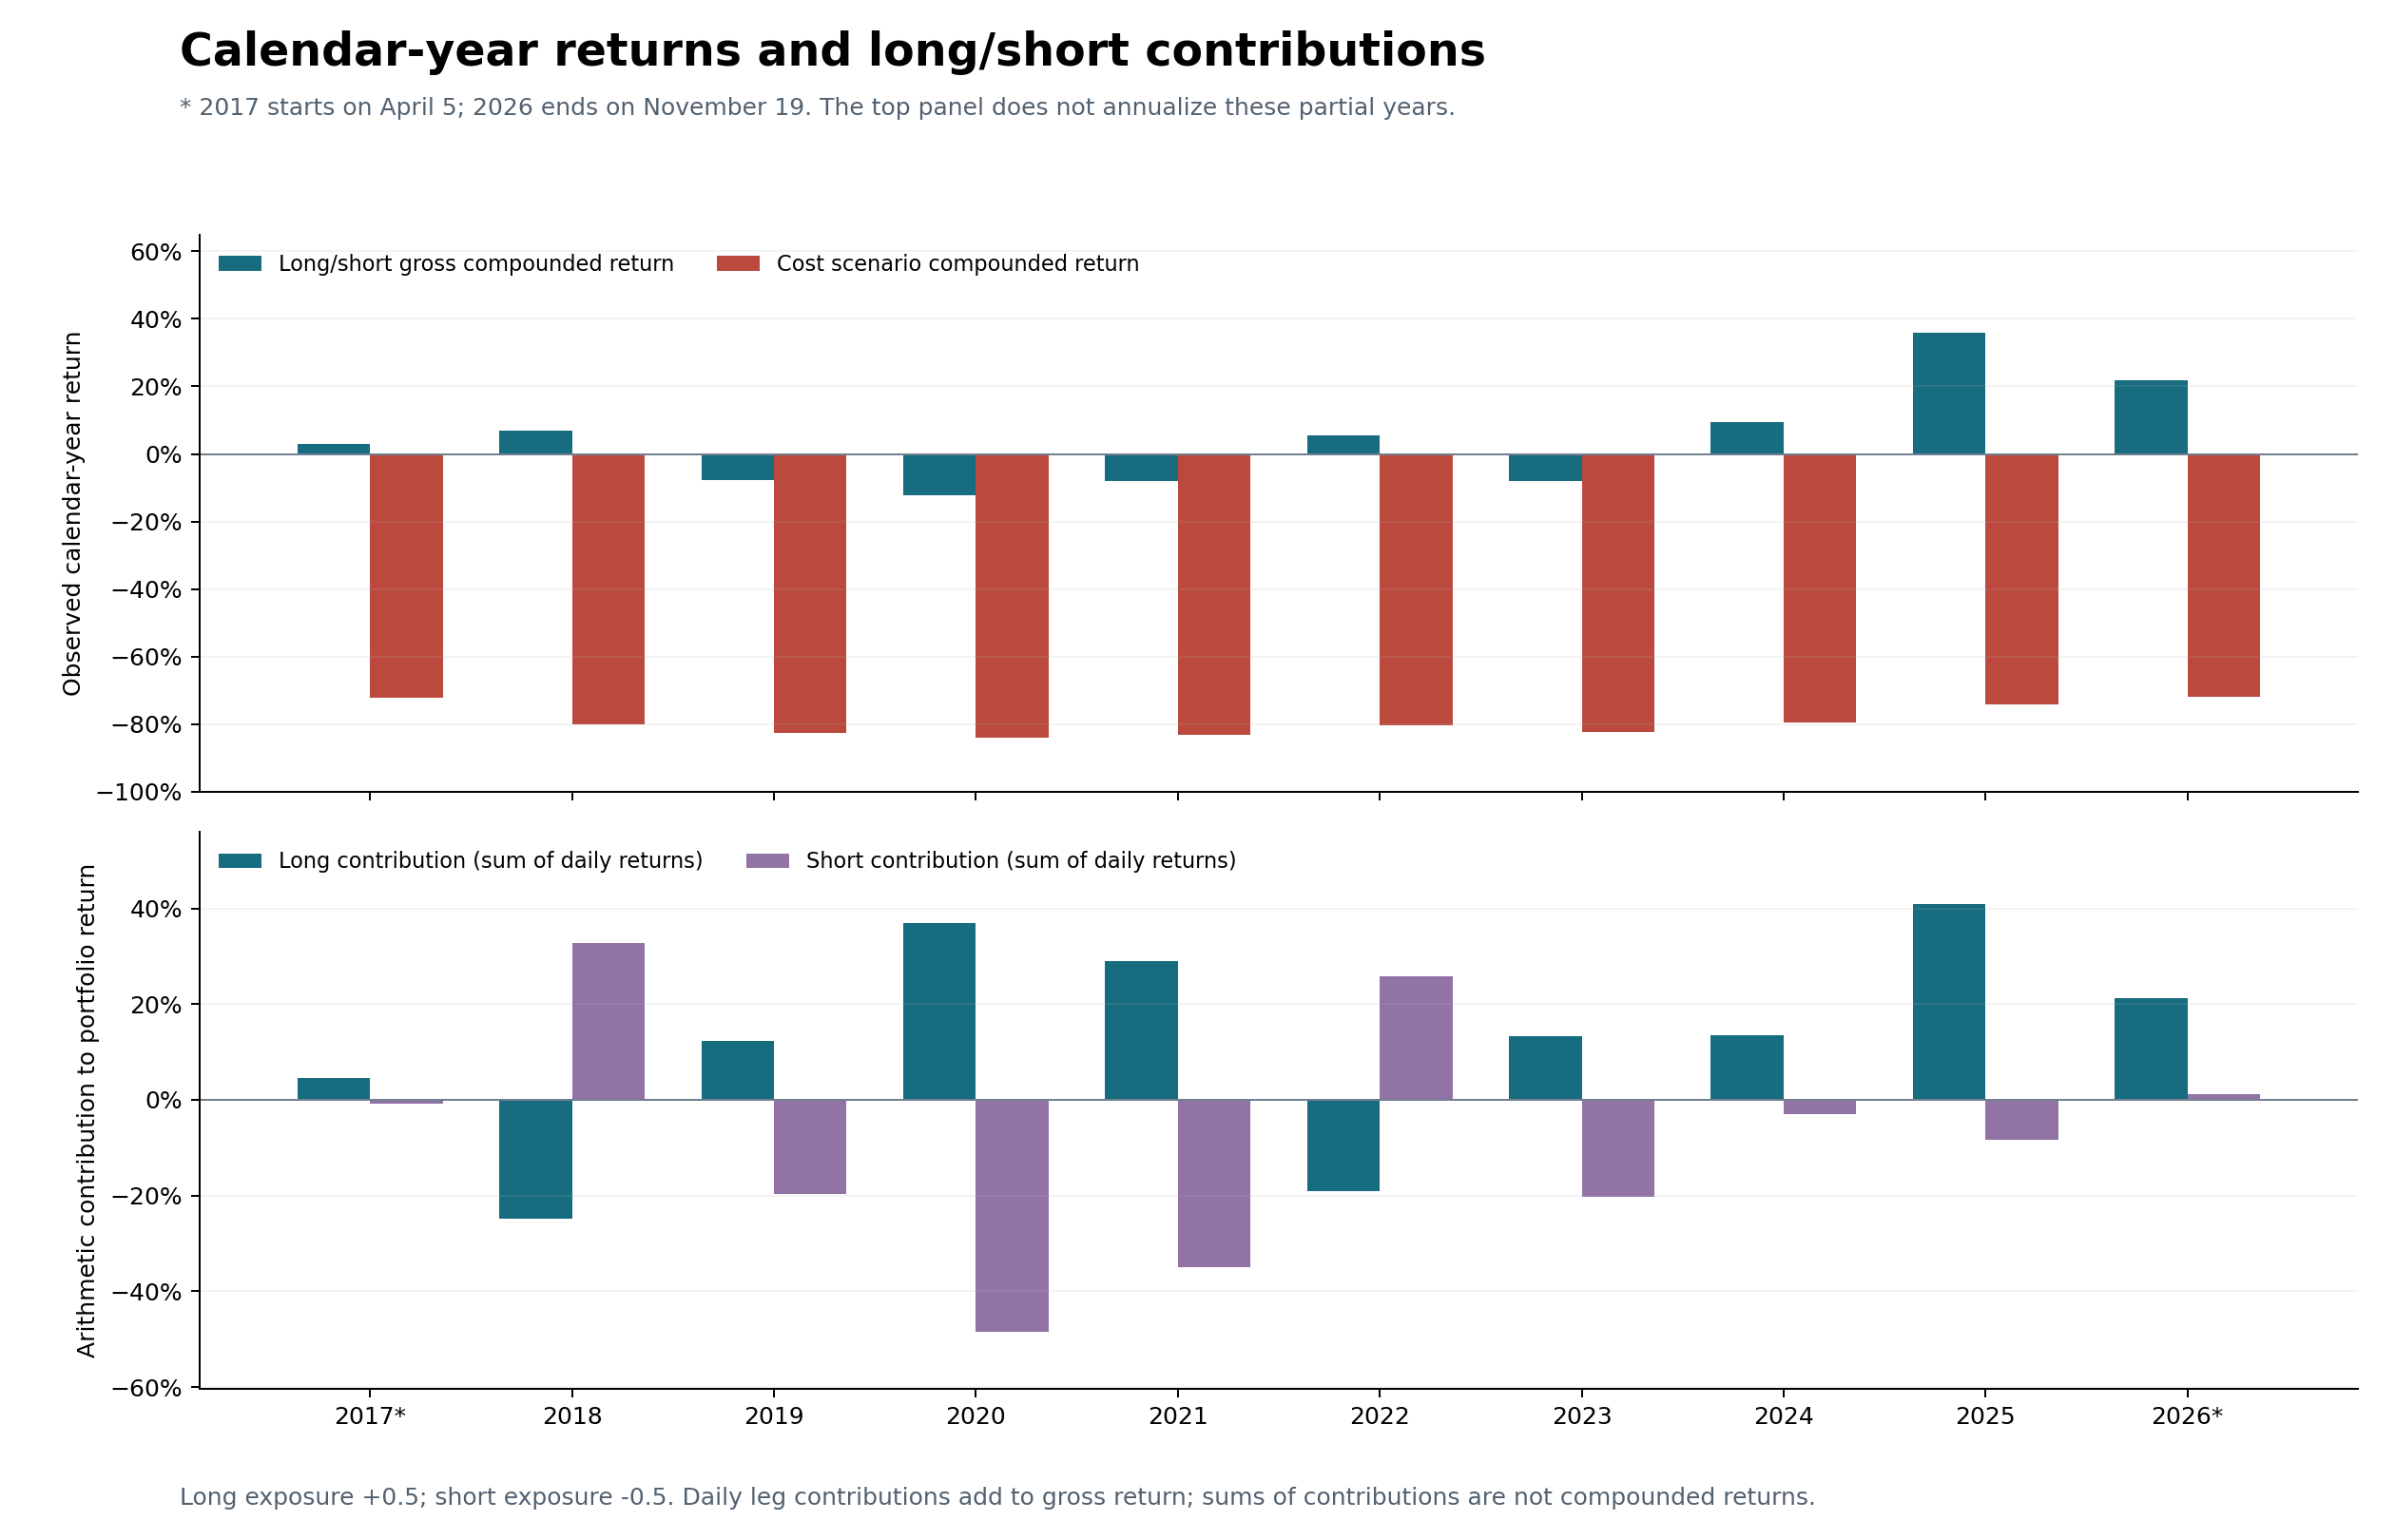 Calendar-year returns and long/short contributions
* 2017 starts on April 5; 2026 ends on November 19. The top panel does not annualize these partial years.
Observed calendar-year return
60%
40%
20%
0%
−20%
−40%
−60%
−80%
−100%
Long/short gross compounded return
Cost scenario compounded return
Arithmetic contribution to portfolio return
40%
20%
0%
−20%
−40%
−60%
Long contribution (sum of daily returns)
Short contribution (sum of daily returns)
2017*
2018
2019
2020
2021
2022
2023
2024
2025
2026*
Long exposure +0.5; short exposure -0.5. Daily leg contributions add to gross return; sums of contributions are not compounded returns.